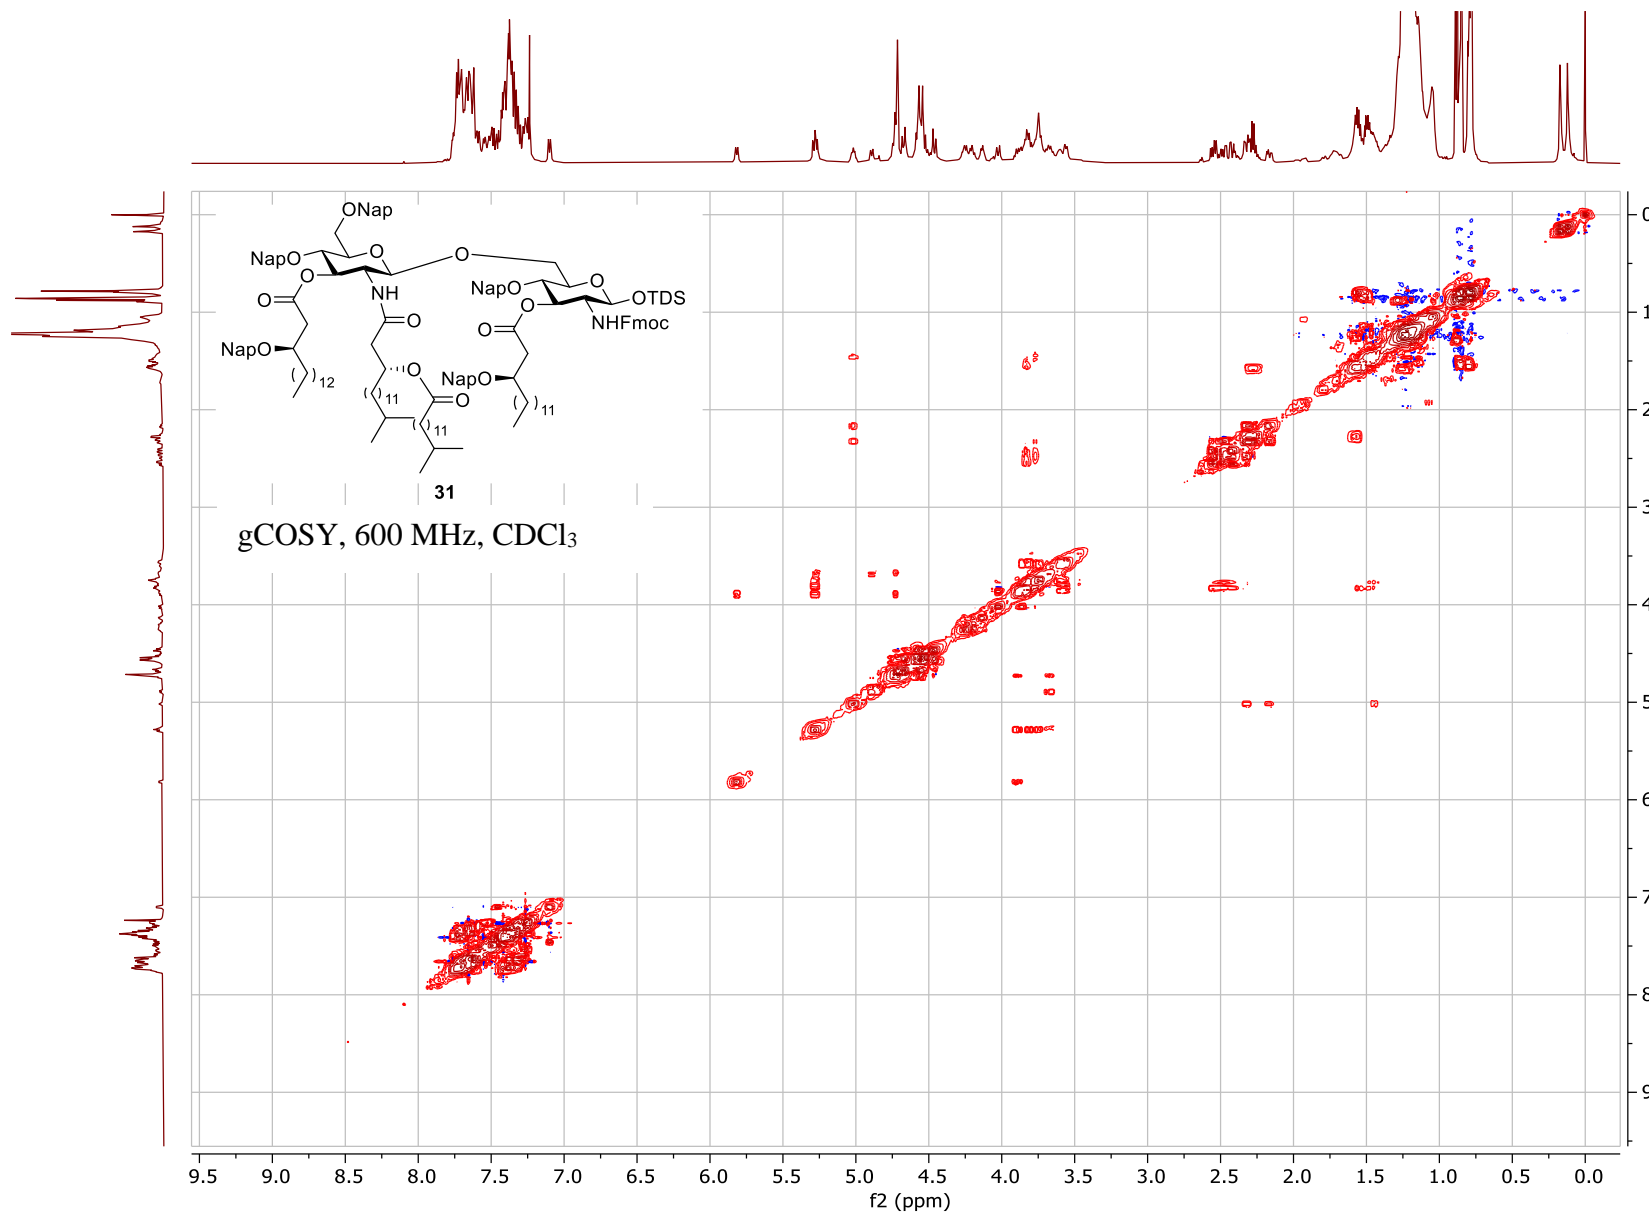 ONap
NapO
O
O
O
O
O
NH
O
NapO
O
OTDS
NHFmoc
O
O
NapO
( )12
O
( )11
O
( )11
NapO
( )11
31
gCOSY, 600 MHz, CDCl3
0
1
2
3
4
5
6
7
8
9
9.5 9.0 8.5 8.0 7.5 7.0 6.5 6.0 5.5 5.0 4.5 4.0 3.5 3.0 2.5 2.0 1.5 1.0 0.5 0.0
f2 (ppm)